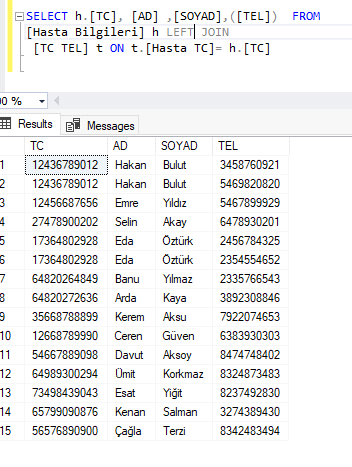 SELECT h.[TC], [AD] ,[SOYAD],([TEL])  FROM
[Hasta Bilgileri] h LEFT JOIN
[TC TEL] t ON t.[Hasta TC]= h.[TC]
00 %
Results Messages
TC AD SOYAD TEL
1 12436789012 Hakan Bulut 3458760921
2 12436789012 Hakan Bulut 5469820820
3 12456687656 Emre Yıldız 5467899929
4 27478900202 Selin Akay 6478930201
5 17364802928 Eda Öztürk 2456784325
6 17364802928 Eda Öztürk 2354554652
7 64820264849 Banu Yılmaz 2335766543
8 64820272636 Arda Kaya 3892308846
9 35668788899 Kerem Aksu 7922074653
10 12668789990 Ceren Güven 6383930303
11 54667889098 Davut Aksoy 8474748402
12 64989300294 Ümit Korkmaz 8324873483
13 73498439043 Esat Yiğit 8237492830
14 65799090876 Kenan Salman 3274389430
15 56576890900 Çağla Terzi 8342483494